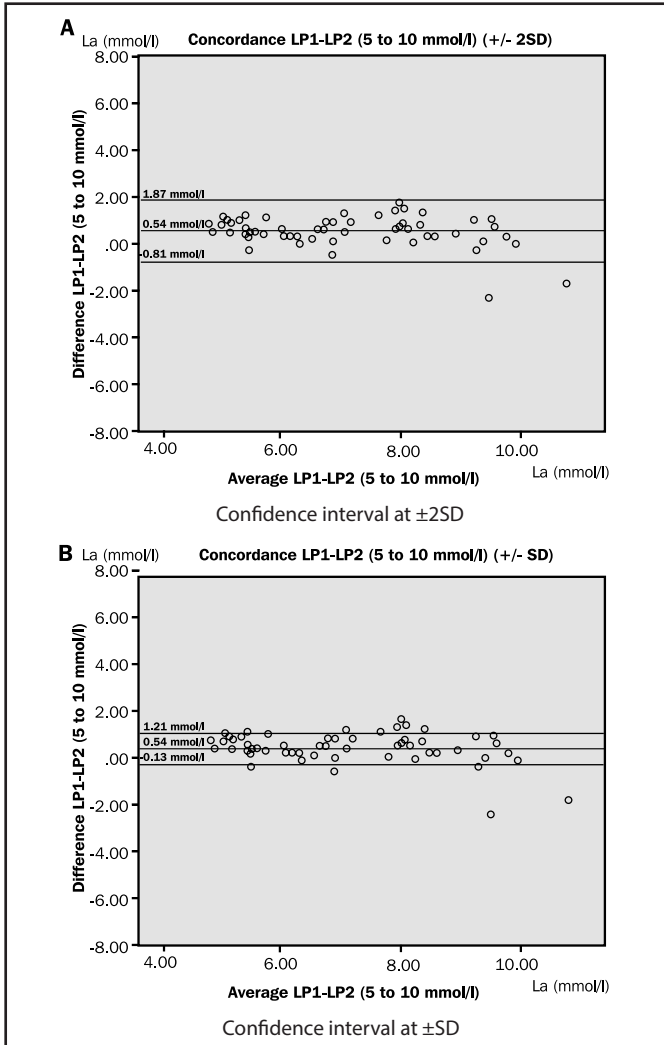 A La (mmol/l) Concordance LP1-LP2 (5 to 10 mmol/l) (+/- 2SD)
8.00
6.00
4.00
2.00
.00
-2.00
-4.00
-6.00
-8.00
Difference LP1-LP2 (5 to 10 mmol/l)
1.87 mmol/l
0.54 mmol/l
-0.81 mmol/l
4.00 6.00 8.00 10.00
Average LP1-LP2 (5 to 10 mmol/l) La (mmol/l)
Confidence interval at ±2SD
B La (mmol/l) Concordance LP1-LP2 (5 to 10 mmol/l) (+/- SD)
8.00
6.00
4.00
2.00
.00
-2.00
-4.00
-6.00
-8.00
Difference LP1-LP2 (5 to 10 mmol/l)
1.21 mmol/l
0.54 mmol/l
-0.13 mmol/l
4.00 6.00 8.00 10.00
Average LP1-LP2 (5 to 10 mmol/l) La (mmol/l)
Confidence interval at ±SD